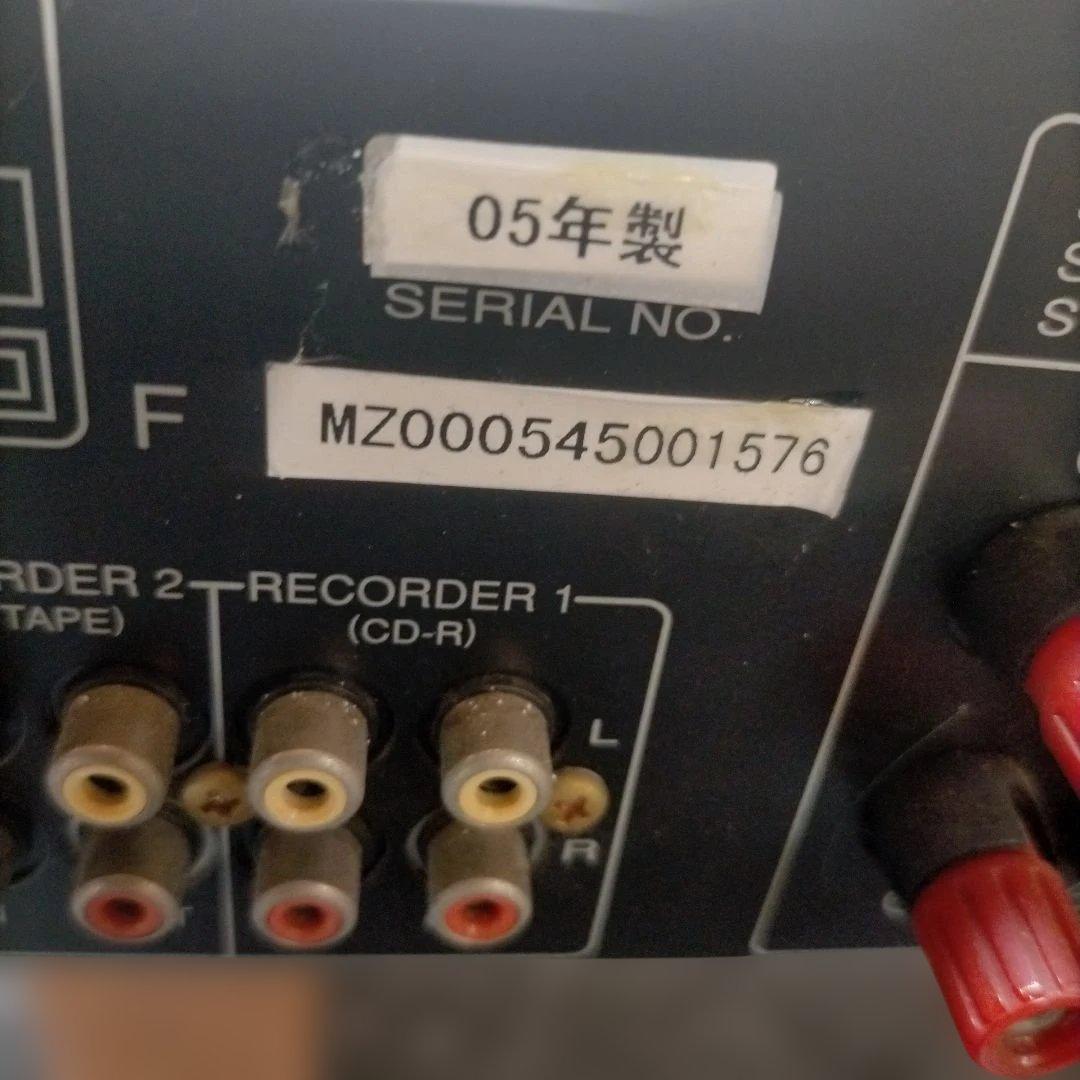 05年製
SERIAL NO.
F
MZ000545001576
RDER 2
RECORDER 1
TAPE)
(CD-R)
L
R